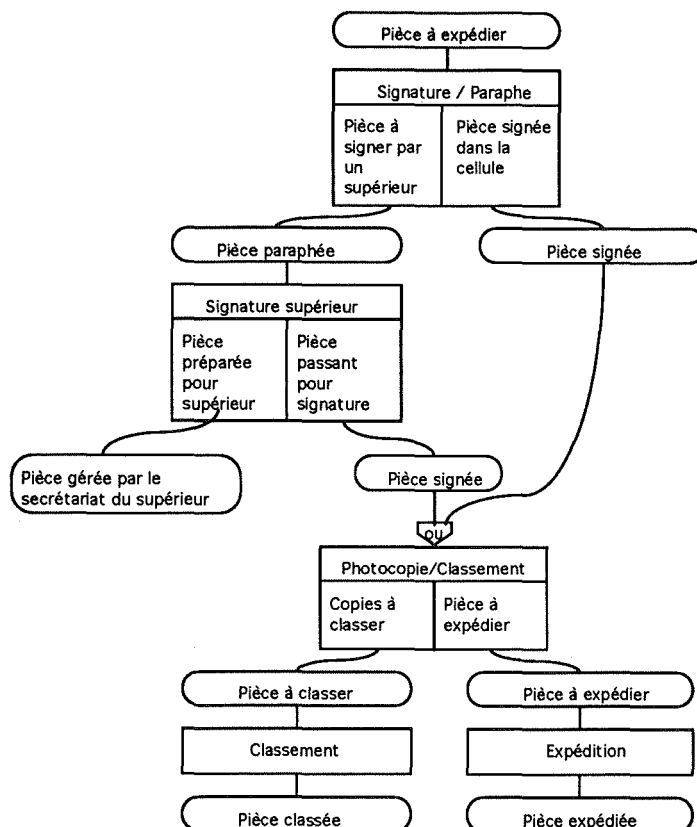 Pièce à expédier
Signature / Paraphe
Pièce à
signer par
un
supérieur
Pièce signée
dans la
cellule
Pièce paraphée
Pièce signée
Signature supérieur
Pièce
préparée
pour
supérieur
Pièce
passant
pour
signature
Pièce gérée par le
secrétariat du supérieur
Pièce signée
ou
Photocopie/Classement
Copies à
classer
Pièce à
expédier
Pièce à classer
Pièce à expédier
Classement
Expédition
Pièce classée
Pièce expédiée